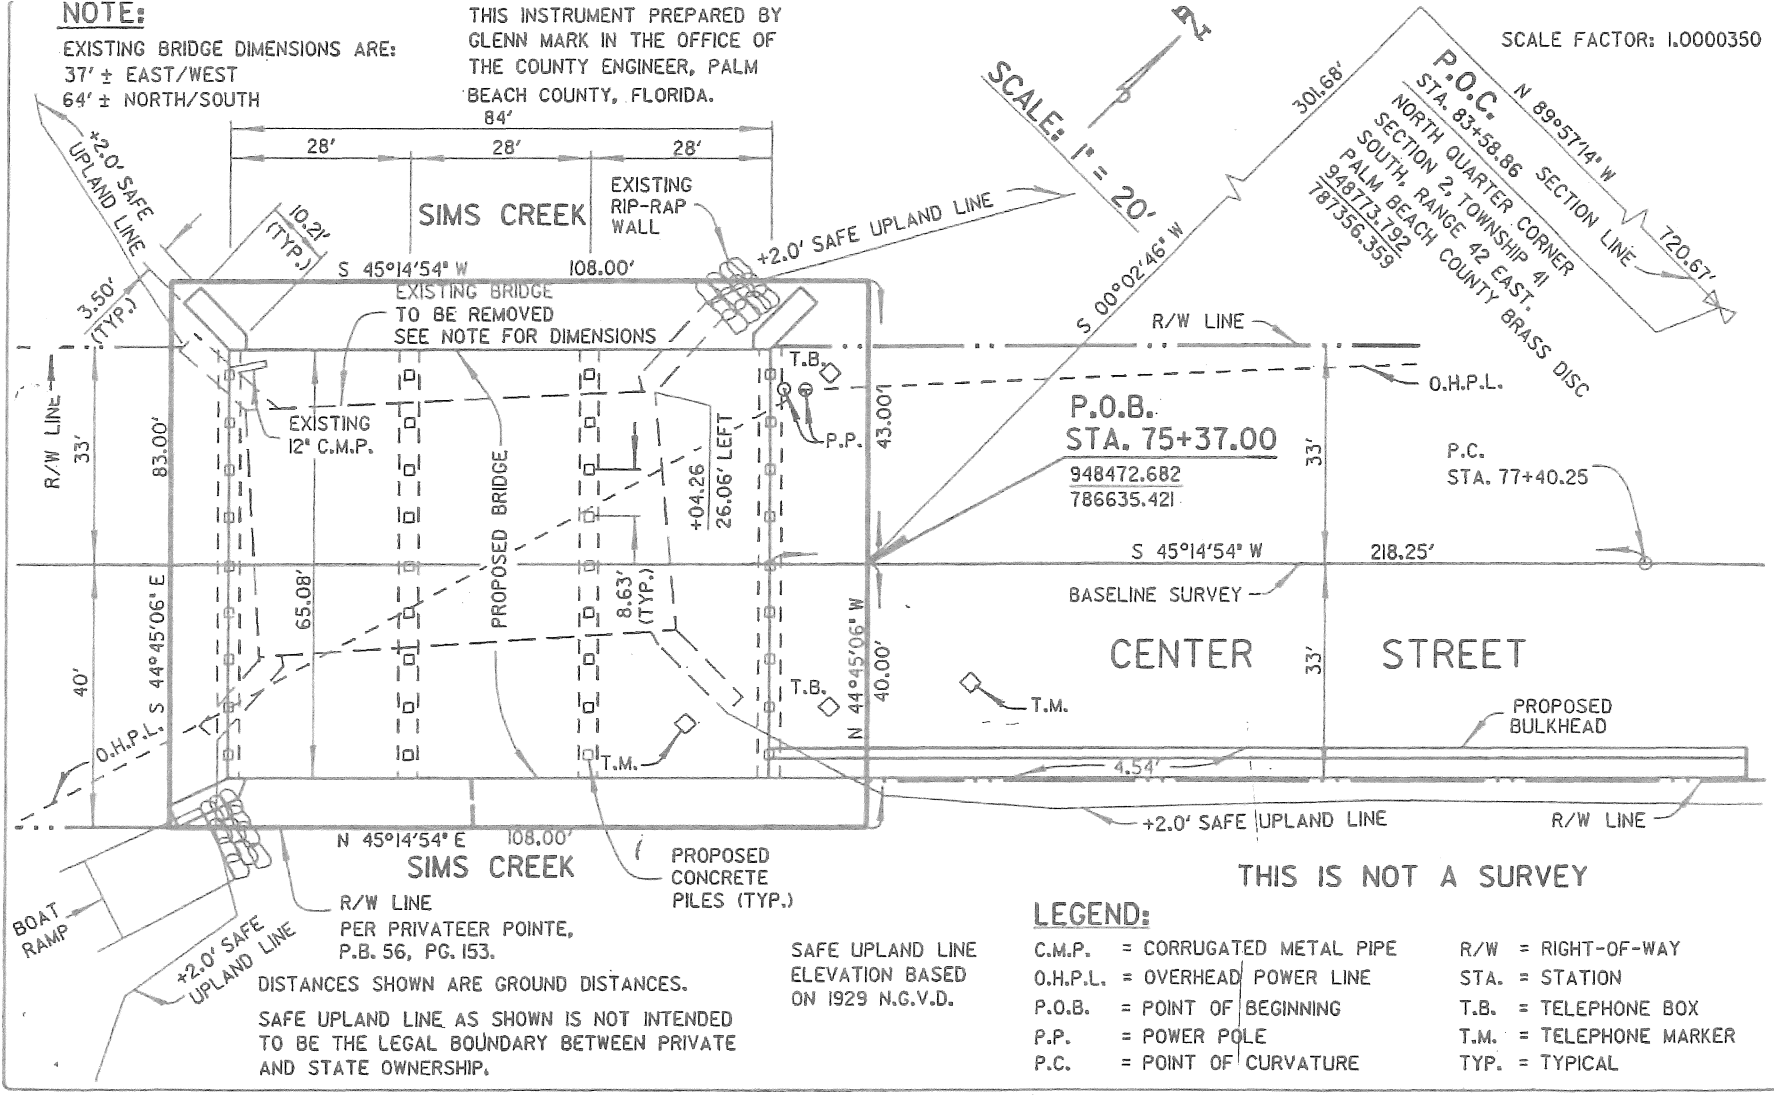 NOTE:
EXISTING BRIDGE DIMENSIONS ARE:
37' ± EAST/WEST
64' ± NORTH/SOUTH
THIS INSTRUMENT PREPARED BY
GLENN MARK IN THE OFFICE OF
THE COUNTY ENGINEER, PALM
BEACH COUNTY, FLORIDA.
N
SCALE: 1" = 20'
SCALE FACTOR: 1.0000350
301.68'
P.O.C.
STA. 83+58.86
NORTH QUARTER CORNER
SECTION 2, TOWNSHIP 41
SOUTH, RANGE 42 EAST.
PALM BEACH COUNTY BRASS DISC
948773.792
787356.359
N 89°57'14" W
SECTION LINE
720.67'
S 00°02'46" W
84'
28'
28'
28'
+2.0' SAFE
UPLAND LINE
10.21'
(TYP.)
3.50'
(TYP.)
SIMS CREEK
EXISTING
RIP-RAP
WALL
+2.0' SAFE UPLAND LINE
S 45°14'54" W
108.00'
EXISTING BRIDGE
TO BE REMOVED
SEE NOTE FOR DIMENSIONS
R/W LINE
R/W LINE
33'
83.00'
EXISTING
12" C.M.P.
PROPOSED BRIDGE
+04.26
26.06' LEFT
T.B.
P.P.
43.00'
O.H.P.L.
P.O.B.
STA. 75+37.00
948472.682
786635.421
33'
P.C.
STA. 77+40.25
S 45°14'54" W
218.25'
BASELINE SURVEY
40'
S 44°45'06" E
65.08'
8.63'
(TYP.)
N 44°45'06" W
40.00'
CENTER STREET
33'
T.B.
T.M.
T.M.
O.H.P.L.
PROPOSED
BULKHEAD
4.54'
+2.0' SAFE UPLAND LINE
R/W LINE
N 45°14'54" E
108.00'
SIMS CREEK
PROPOSED
CONCRETE
PILES (TYP.)
BOAT
RAMP
R/W LINE
PER PRIVATEER POINTE,
P.B. 56, PG. 153.
+2.0' SAFE
UPLAND LINE
DISTANCES SHOWN ARE GROUND DISTANCES.
SAFE UPLAND LINE AS SHOWN IS NOT INTENDED
TO BE THE LEGAL BOUNDARY BETWEEN PRIVATE
AND STATE OWNERSHIP.
SAFE UPLAND LINE
ELEVATION BASED
ON 1929 N.G.V.D.
THIS IS NOT A SURVEY
LEGEND:
C.M.P. = CORRUGATED METAL PIPE
O.H.P.L. = OVERHEAD POWER LINE
P.O.B. = POINT OF BEGINNING
P.P. = POWER POLE
P.C. = POINT OF CURVATURE
R/W = RIGHT-OF-WAY
STA. = STATION
T.B. = TELEPHONE BOX
T.M. = TELEPHONE MARKER
TYP. = TYPICAL